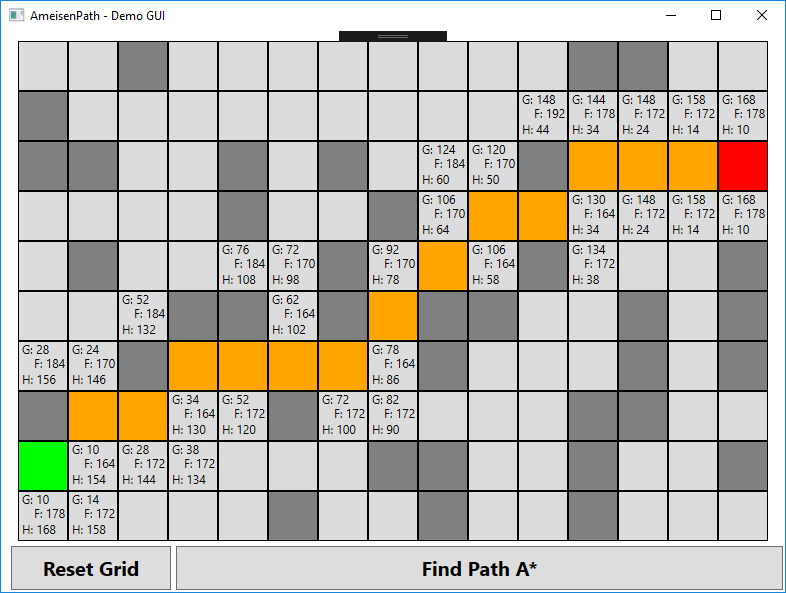 AmeisenPath - Demo GUI
G: 148 G: 144 G: 148 G: 158 G: 168
F: 192 F: 178 F: 172 F: 172 F: 178
H: 44 H: 34 H: 24 H: 14 H: 10
G: 124 G: 120
F: 184 F: 170
H: 60 H: 50
G: 106 G: 130 G: 148 G: 158 G: 168
F: 170 F: 164 F: 172 F: 172 F: 178
H: 64 H: 34 H: 24 H: 14 H: 10
G: 76 G: 72 G: 92 G: 106 G: 134
F: 184 F: 170 F: 170 F: 164 F: 172
H: 108 H: 98 H: 78 H: 58 H: 38
G: 52 G: 62
F: 184 F: 164
H: 132 H: 102
G: 28 G: 24 G: 78
F: 184 F: 170 F: 164
H: 156 H: 146 H: 86
G: 34 G: 52 G: 72 G: 82
F: 164 F: 172 F: 172 F: 172
H: 130 H: 120 H: 100 H: 90
G: 10 G: 28 G: 38
F: 164 F: 172 F: 172
H: 154 H: 144 H: 134
G: 10 G: 14
F: 178 F: 172
H: 168 H: 158
Reset Grid Find Path A*